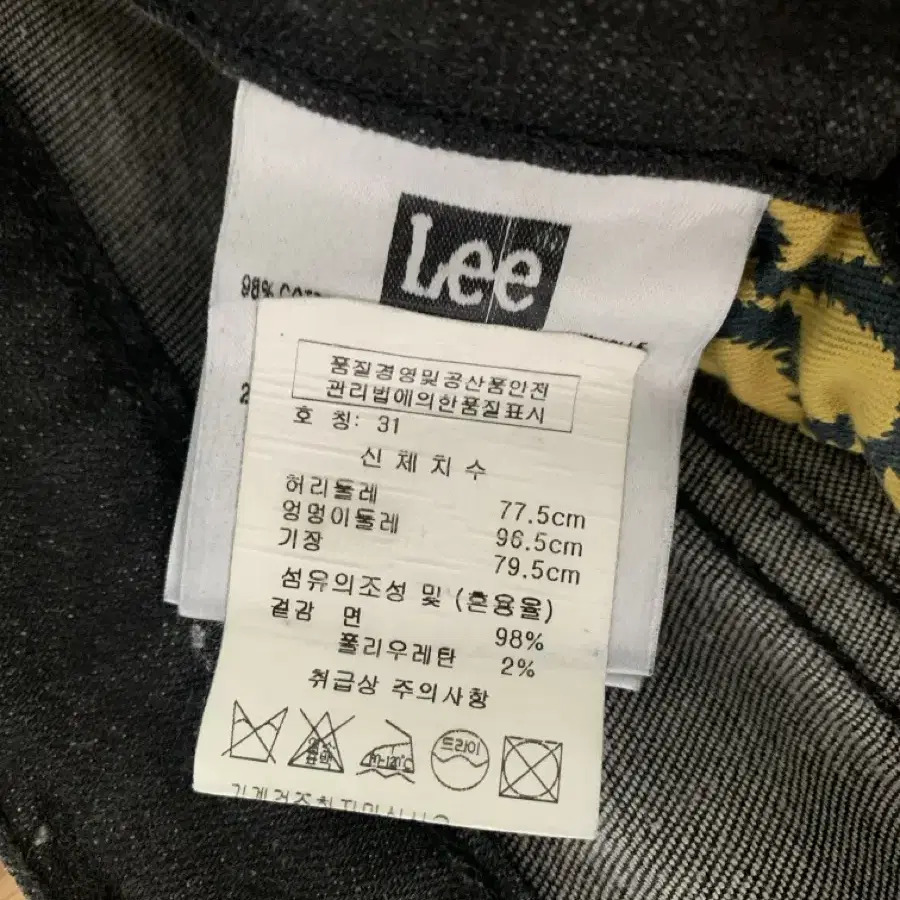 Lee
98%
품질경영및공산품안전
관리법에의한품질표시
호 칭: 31
신 체 치 수
허리둘레 77.5cm
엉덩이둘레 96.5cm
기장 79.5cm
섬유의조성 및 (혼용율)
겉감 면 98%
폴리우레탄 2%
취급상 주의사항
드라이